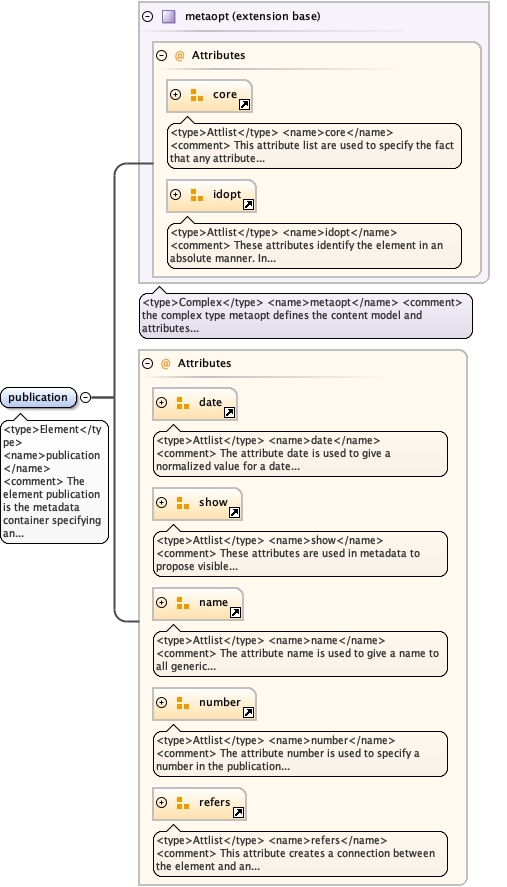 metaopt (extension base)
@ Attributes
core
<type>Attlist</type> <name>core</name>
<comment> This attribute list are used to specify the fact
that any attribute...
idopt
<type>Attlist</type> <name>idopt</name>
<comment> These attributes identify the element in an
absolute manner. In...
<type>Complex</type> <name>metaopt</name> <comment>
the complex type metaopt defines the content model and
attributes...
publication
<type>Element</ty
pe>
<name>publication
</name>
<comment> The
element publication
is the metadata
container specifying
an...
@ Attributes
date
<type>Attlist</type> <name>date</name>
<comment> The attribute date is used to give a
normalized value for a date...
show
<type>Attlist</type> <name>show</name>
<comment> These attributes are used in metadata to
propose visible...
name
<type>Attlist</type> <name>name</name>
<comment> The attribute name is used to give a name to
all generic...
number
<type>Attlist</type> <name>number</name>
<comment> The attribute number is used to specify a
number in the publication...
refers
<type>Attlist</type> <name>refers</name>
<comment> This attribute creates a connection between
the element and an...